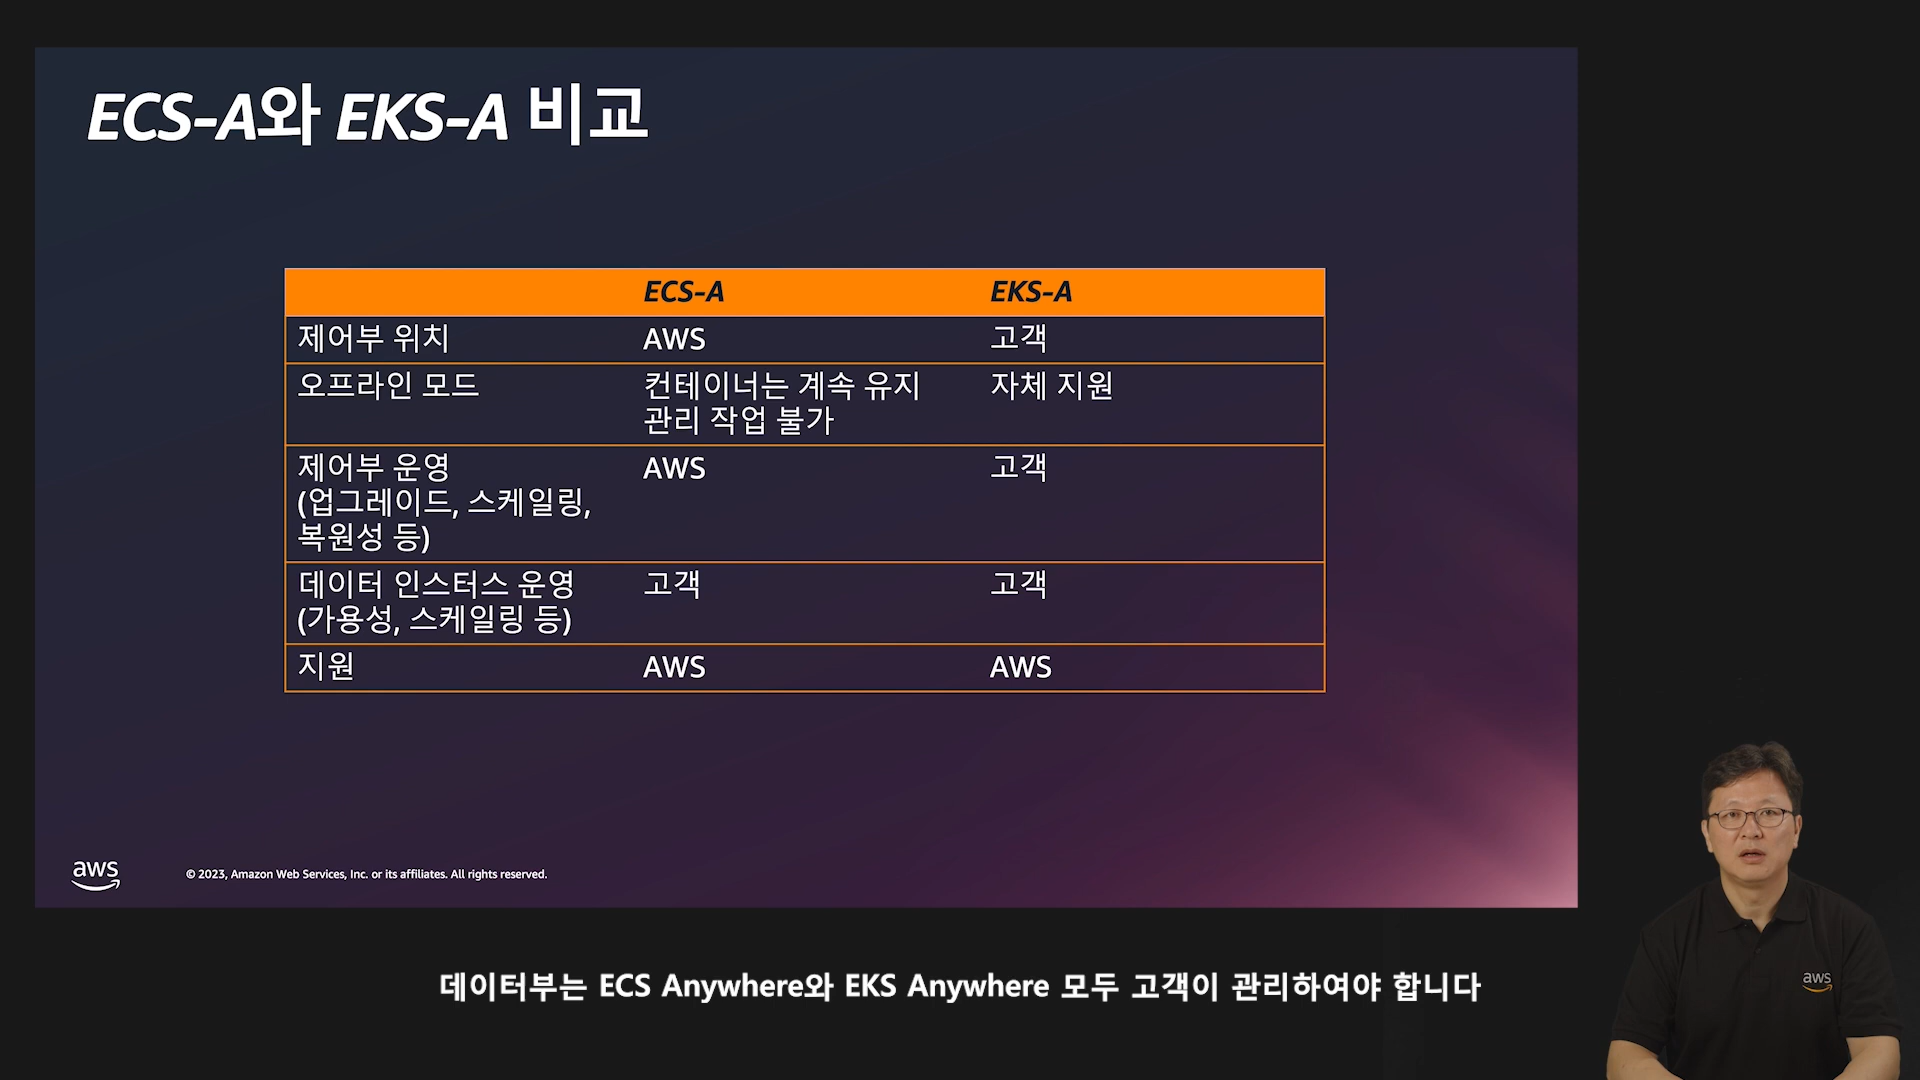 ECS-A와 EKS-A 비교
ECS-A EKS-A
제어부 위치 AWS 고객
오프라인 모드 컨테이너는 계속 유지 자체 지원
관리 작업 불가
제어부 운영 AWS 고객
(업그레이드, 스케일링,
복원성 등)
데이터 인스터스 운영 고객 고객
(가용성, 스케일링 등)
지원 AWS AWS
aws
© 2023, Amazon Web Services, Inc. or its affiliates. All rights reserved.
aws
데이터부는 ECS Anywhere와 EKS Anywhere 모두 고객이 관리하여야 합니다